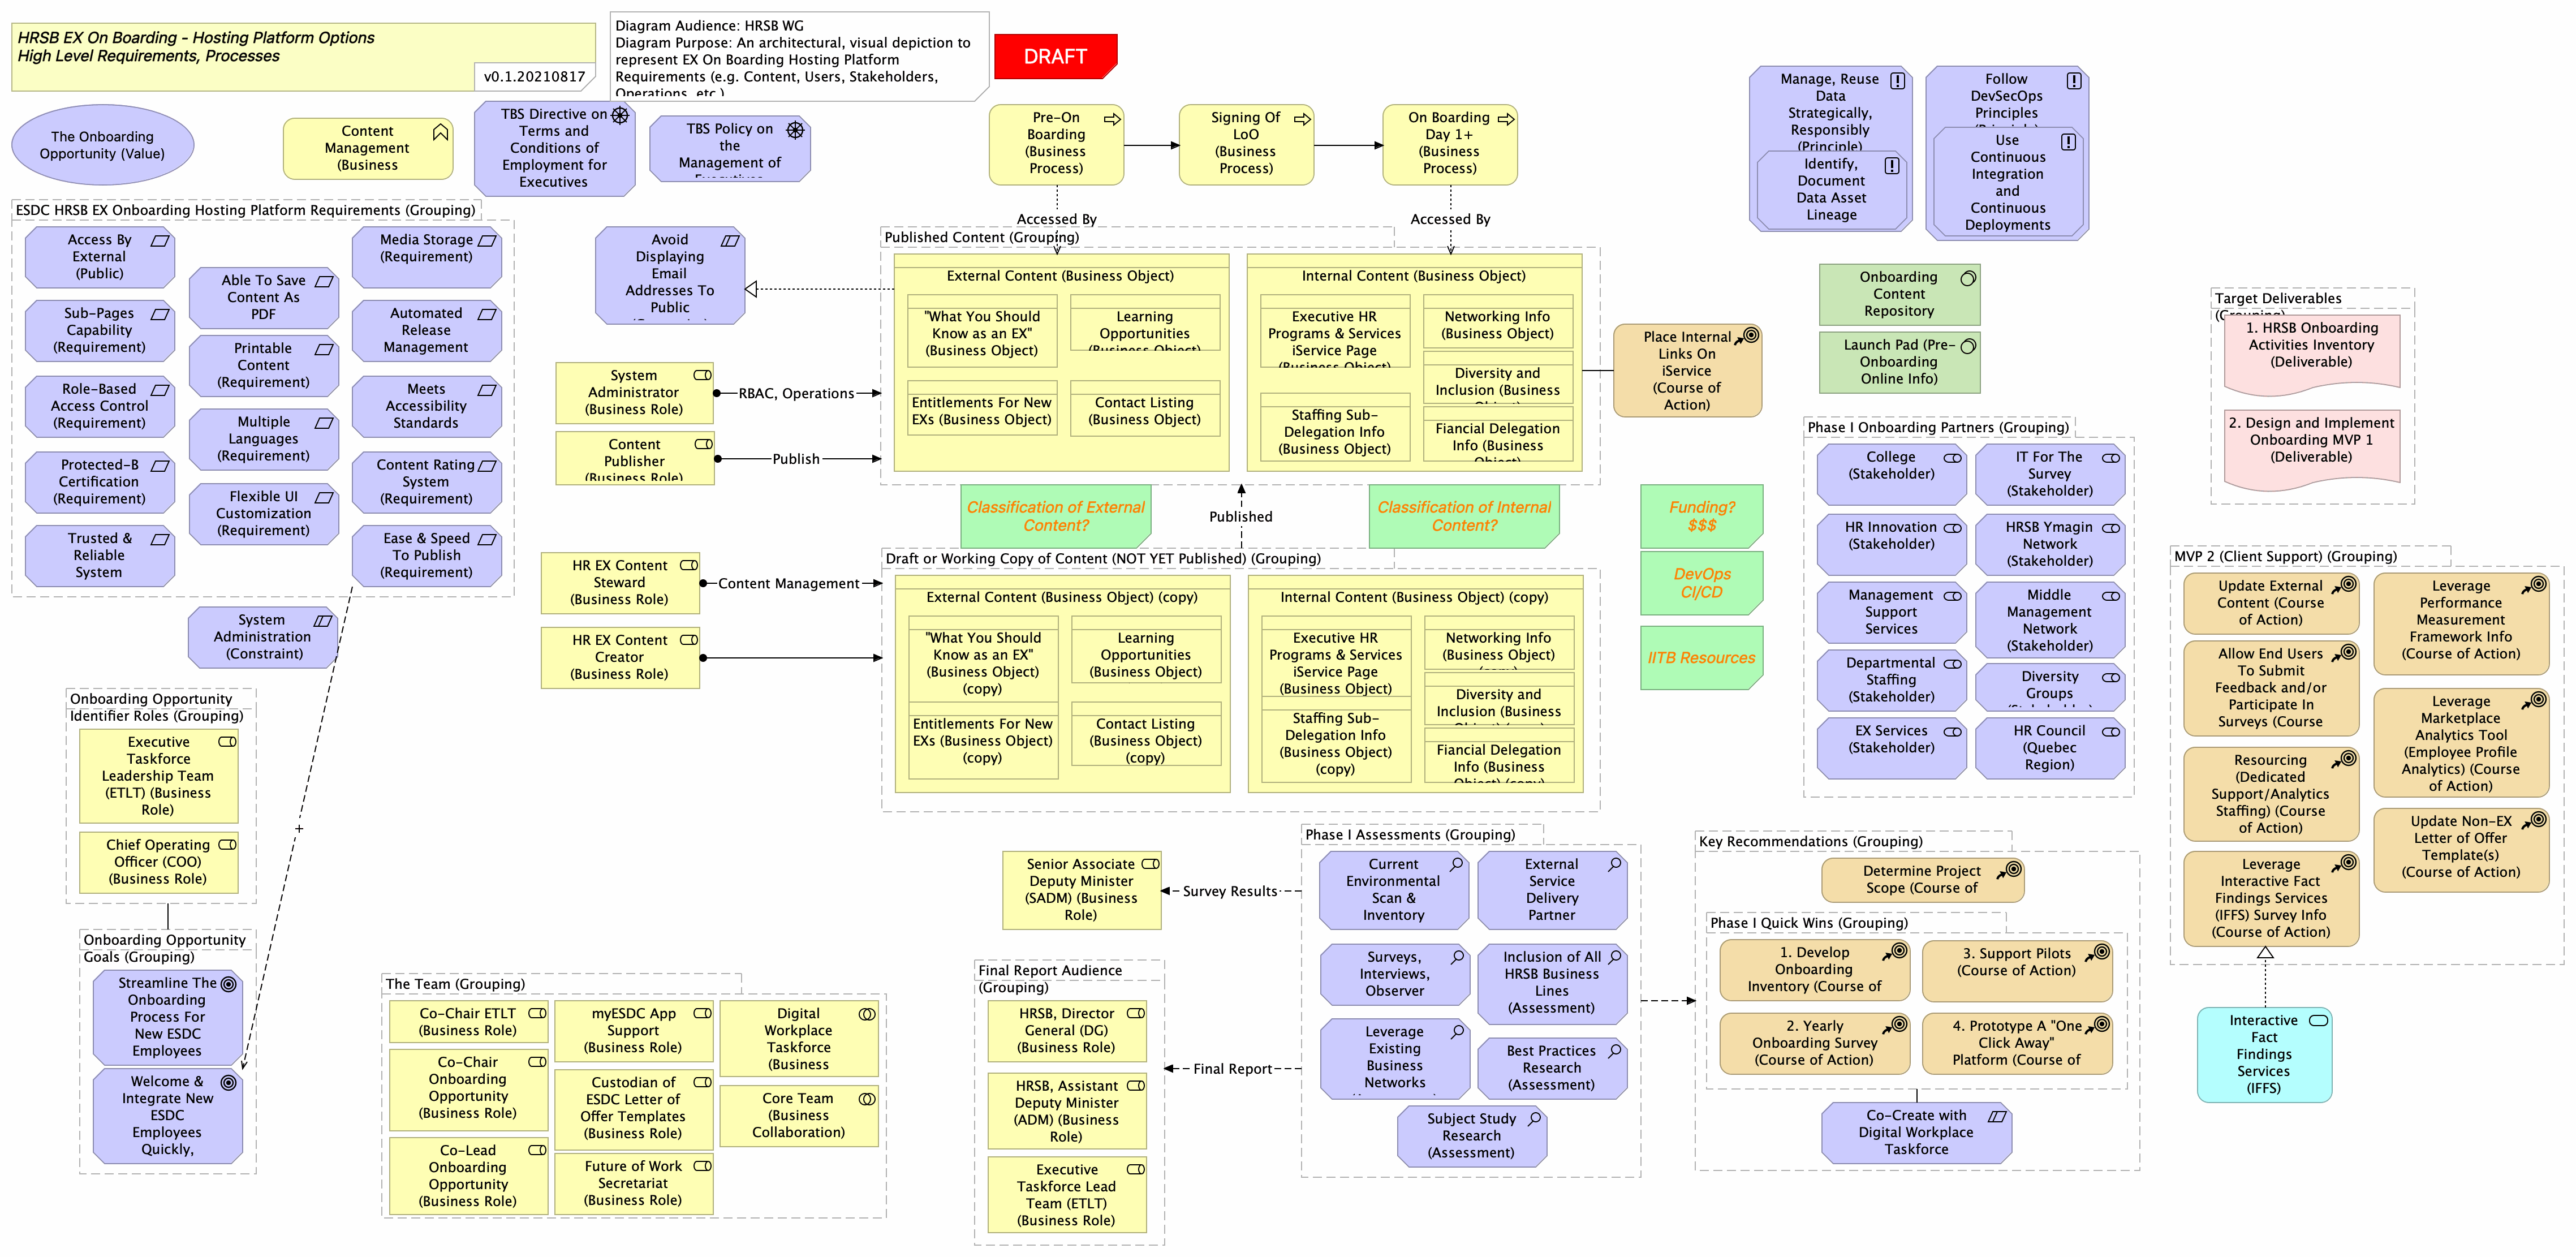 HRSB EX On Boarding - Hosting Platform Options
High Level Requirements, Processes
v0.1.20210817
Diagram Audience: HRSB WG
Diagram Purpose: An architectural, visual depiction to
represent EX On Boarding Hosting Platform
Requirements (e.g. Content, Users, Stakeholders,
Operations, etc.)
DRAFT
The Onboarding
Opportunity (Value)
Content
Management
(Business
TBS Directive on
Terms and
Conditions of
Employment for
Executives
TBS Policy on
the
Management of
Executives
Pre-On
Boarding
(Business
Process)
Signing Of
LoO
(Business
Process)
On Boarding
Day 1+
(Business
Process)
Accessed By
Accessed By
Manage, Reuse
Data
Strategically,
Responsibly
(Principle)
Identify,
Document
Data Asset
Lineage
Follow
DevSecOps
Principles
(Principle)
Use
Continuous
Integration
and
Continuous
Deployments
ESDC HRSB EX Onboarding Hosting Platform Requirements (Grouping)
Access By
External
(Public)
Sub-Pages
Capability
(Requirement)
Role-Based
Access Control
(Requirement)
Protected-B
Certification
(Requirement)
Trusted &
Reliable
System
Able To Save
Content As
PDF
Printable
Content
(Requirement)
Multiple
Languages
(Requirement)
Flexible UI
Customization
(Requirement)
Media Storage
(Requirement)
Automated
Release
Management
Meets
Accessibility
Standards
Content Rating
System
(Requirement)
Ease & Speed
To Publish
(Requirement)
System
Administration
(Constraint)
+
Avoid
Displaying
Email
Addresses To
Public
System
Administrator
(Business Role)
RBAC, Operations
Content
Publisher
(Business Role)
Publish
Published Content (Grouping)
External Content (Business Object)
"What You Should
Know as an EX"
(Business Object)
Learning
Opportunities
(Business Object)
Entitlements For New
EXs (Business Object)
Contact Listing
(Business Object)
Internal Content (Business Object)
Executive HR
Programs & Services
iService Page
(Business Object)
Networking Info
(Business Object)
Diversity and
Inclusion (Business
Object)
Staffing Sub-
Delegation Info
(Business Object)
Fiancial Delegation
Info (Business
Object)
Place Internal
Links On
iService
(Course of
Action)
Onboarding
Content
Repository
Launch Pad (Pre-
Onboarding
Online Info)
Target Deliverables
(Grouping)
1. HRSB Onboarding
Activities Inventory
(Deliverable)
2. Design and Implement
Onboarding MVP 1
(Deliverable)
Classification of External
Content?
Published
Classification of Internal
Content?
Funding?
$$$
DevOps
CI/CD
IITB Resources
HR EX Content
Steward
(Business Role)
Content Management
HR EX Content
Creator
(Business Role)
Draft or Working Copy of Content (NOT YET Published) (Grouping)
External Content (Business Object) (copy)
"What You Should
Know as an EX"
(Business Object)
(copy)
Learning
Opportunities
(Business Object)
Entitlements For New
EXs (Business Object)
(copy)
Contact Listing
(Business Object)
(copy)
Internal Content (Business Object) (copy)
Executive HR
Programs & Services
iService Page
(Business Object)
Networking Info
(Business Object)
(copy)
Diversity and
Inclusion (Business
Object) (copy)
Staffing Sub-
Delegation Info
(Business Object)
(copy)
Fiancial Delegation
Info (Business
Object) (copy)
Phase I Onboarding Partners (Grouping)
College
(Stakeholder)
IT For The
Survey
(Stakeholder)
HR Innovation
(Stakeholder)
HRSB Ymagin
Network
(Stakeholder)
Management
Support
Services
Middle
Management
Network
(Stakeholder)
Departmental
Staffing
(Stakeholder)
Diversity
Groups
(Stakeholder)
EX Services
(Stakeholder)
HR Council
(Quebec
Region)
MVP 2 (Client Support) (Grouping)
Update External
Content (Course
of Action)
Allow End Users
To Submit
Feedback and/or
Participate In
Surveys (Course
Resourcing
(Dedicated
Support/Analytics
Staffing) (Course
of Action)
Leverage
Interactive Fact
Findings Services
(IFFS) Survey Info
(Course of Action)
Leverage
Performance
Measurement
Framework Info
(Course of Action)
Leverage
Marketplace
Analytics Tool
(Employee Profile
Analytics) (Course
of Action)
Update Non-EX
Letter of Offer
Template(s)
(Course of Action)
Interactive
Fact
Findings
Services
(IFFS)
Onboarding Opportunity
Identifier Roles (Grouping)
Executive
Taskforce
Leadership Team
(ETLT) (Business
Role)
Chief Operating
Officer (COO)
(Business Role)
Onboarding Opportunity
Goals (Grouping)
Streamline The
Onboarding
Process For
New ESDC
Employees
Welcome &
Integrate New
ESDC
Employees
Quickly,
The Team (Grouping)
Co-Chair ETLT
(Business Role)
Co-Chair
Onboarding
Opportunity
(Business Role)
Co-Lead
Onboarding
Opportunity
(Business Role)
myESDC App
Support
(Business Role)
Custodian of
ESDC Letter of
Offer Templates
(Business Role)
Future of Work
Secretariat
(Business Role)
Digital
Workplace
Taskforce
(Business
Core Team
(Business
Collaboration)
Senior Associate
Deputy Minister
(SADM) (Business
Role)
Survey Results
Final Report Audience
(Grouping)
HRSB, Director
General (DG)
(Business Role)
HRSB, Assistant
Deputy Minister
(ADM) (Business
Role)
Executive
Taskforce Lead
Team (ETLT)
(Business Role)
Final Report
Phase I Assessments (Grouping)
Current
Environmental
Scan &
Inventory
External
Service
Delivery
Partner
Surveys,
Interviews,
Observer
Inclusion of All
HRSB Business
Lines
(Assessment)
Leverage
Existing
Business
Networks
Best Practices
Research
(Assessment)
Subject Study
Research
(Assessment)
Key Recommendations (Grouping)
Determine Project
Scope (Course of
Phase I Quick Wins (Grouping)
1. Develop
Onboarding
Inventory (Course of
3. Support Pilots
(Course of Action)
2. Yearly
Onboarding Survey
(Course of Action)
4. Prototype A "One
Click Away"
Platform (Course of
Co-Create with
Digital Workplace
Taskforce